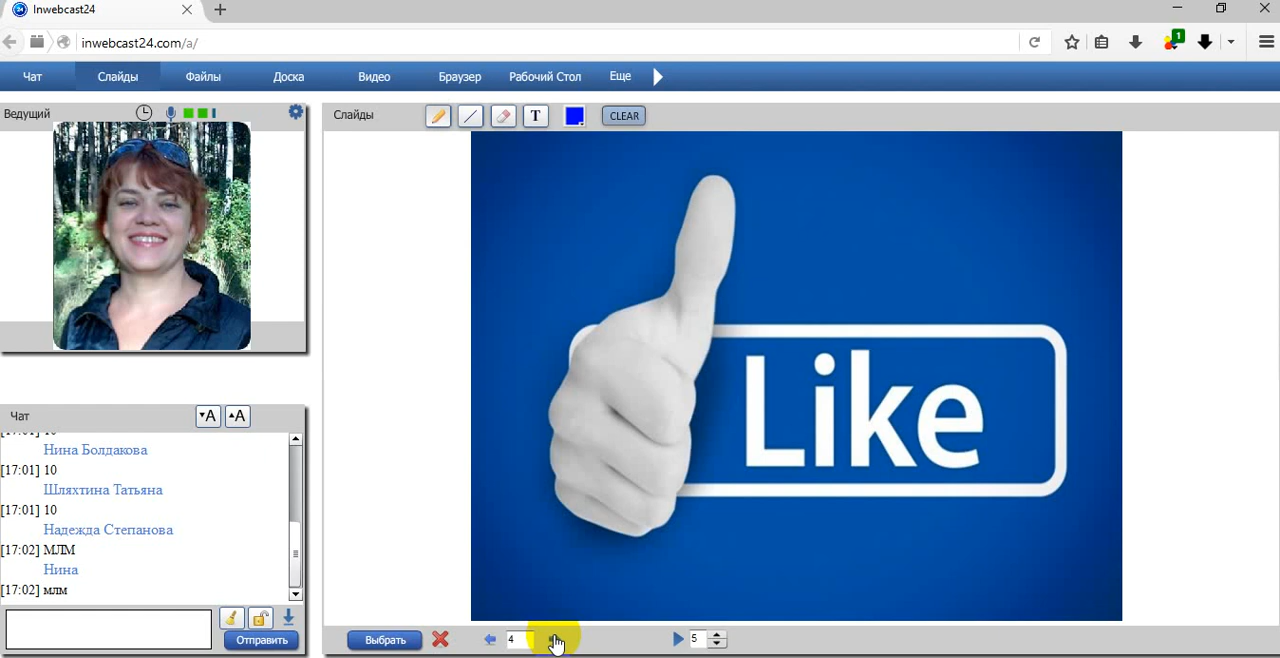 Inwebcast24
inwebcast24.com/a/
1
Чат Слайды Файлы Доска Видео Браузер Рабочий Стол Еще
Ведущий
Слайды
T
CLEAR
Like
Чат
A
A
Нина Болдакова
[17:01] 10
Шляхтина Татьяна
[17:01] 10
Надежда Степанова
[17:02] МЛМ
Нина
[17:02] млм
Отправить
Выбрать
4
5